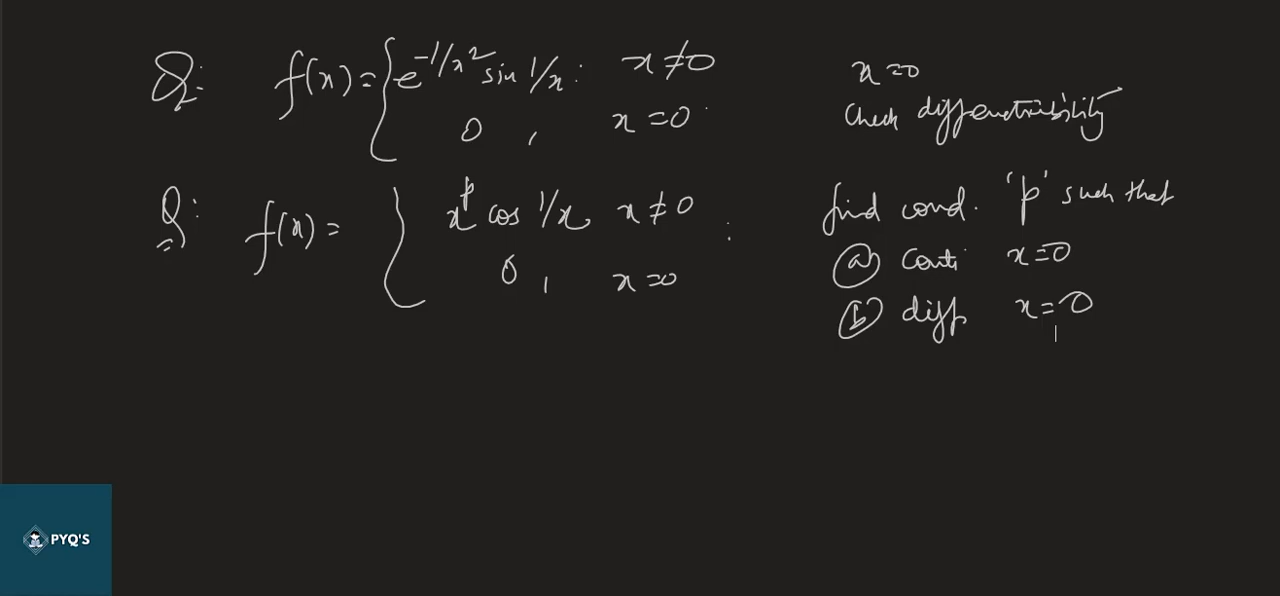 Q: f(x) = { e^{-1/x^2} sin 1/x : x ≠ 0
0 , x = 0
x = 0
Check differentiability
Q: f(x) = { x^p cos 1/x, x ≠ 0
0 , x = 0
find cond. 'p' such that
(a) conti x = 0
(b) diff. x = 0
PYQ'S